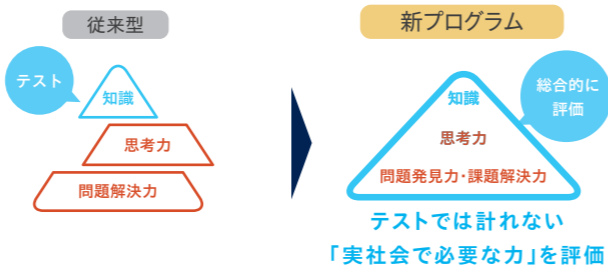 従来型
テスト
知識
思考力
問題解決力
新プログラム
総合的に
評価
知識
思考力
問題発見力・課題解決力
テストでは計れない
「実社会で必要な力」を評価